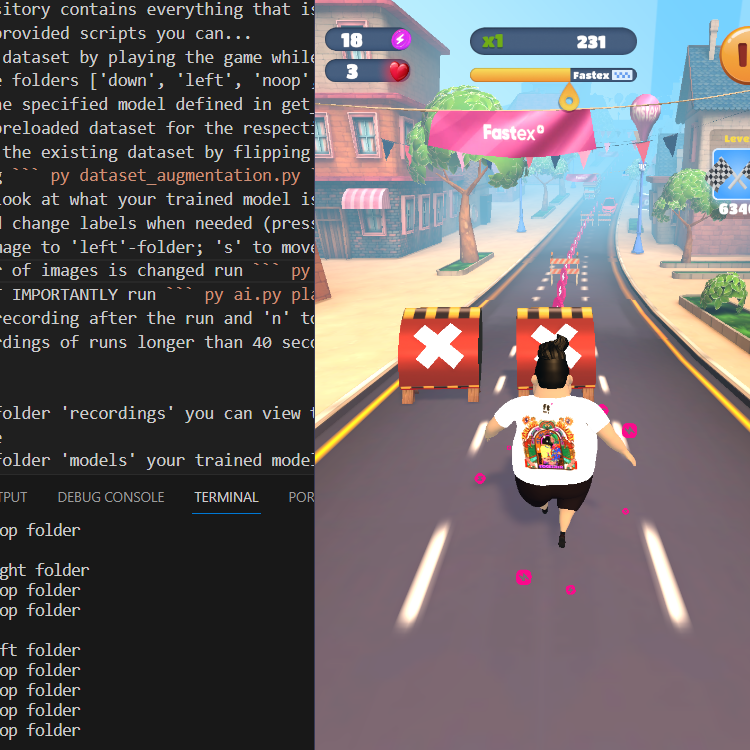 sitory contains everything that is
provided scripts you can...
dataset by playing the game while
e folders ['down', 'left', 'noop'
he specified model defined in get
preloaded dataset for the respecti
the existing dataset by flipping
g ``` py dataset_augmentation.py
look at what your trained model is
d change labels when needed (press
mage to 'left'-folder; 's' to move
r of images is changed run ``` py
T IMPORTANTLY run ``` py ai.py pla
recording after the run and 'n' to
rdings of runs longer than 40 seco
folder 'recordings' you can view t
e
folder 'models' your trained model
TPUT DEBUG CONSOLE TERMINAL POR
op folder
ght folder
op folder
op folder
ft folder
op folder
op folder
op folder
op folder
18
3
x1 231
Fastex
Fastex
Level
6340